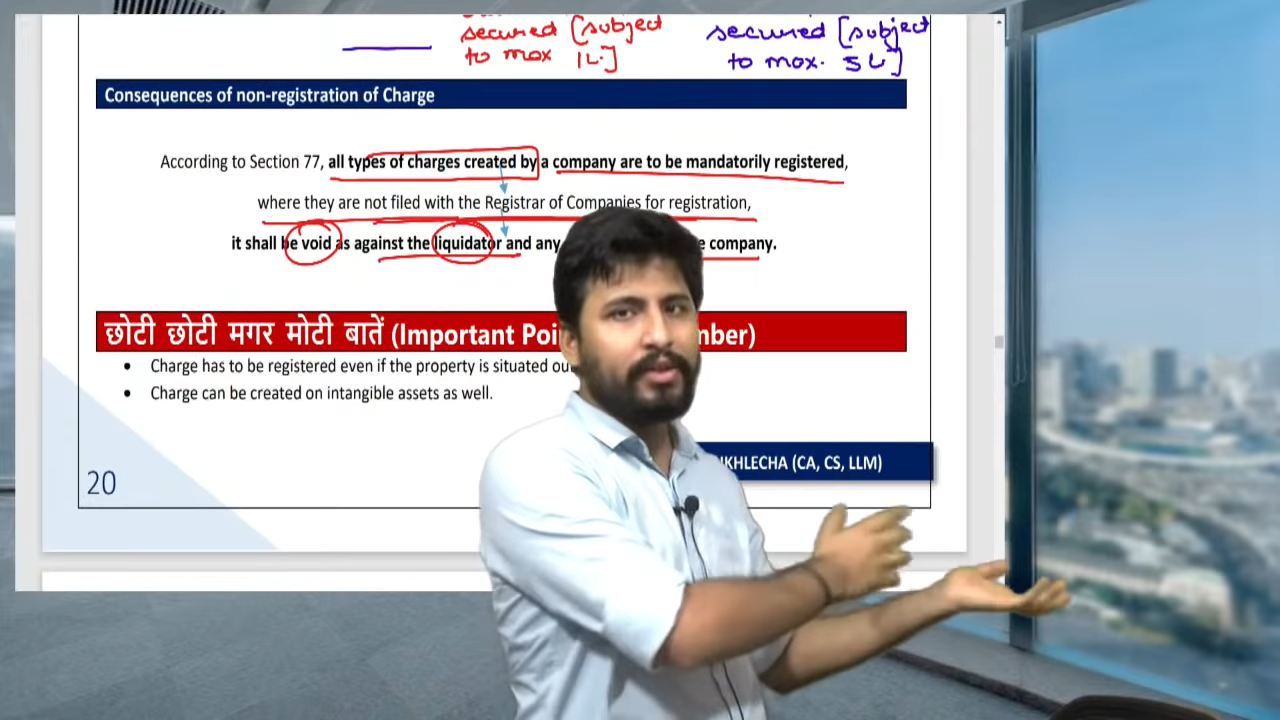 secured [subject
to max 1L.]
secured [subject
to max. 5L]
Consequences of non-registration of Charge
According to Section 77, all types of charges created by a company are to be mandatorily registered,
where they are not filed with the Registrar of Companies for registration,
it shall be void as against the liquidator and any company.
छोटी छोटी मगर मोटी बातें (Important
Charge has to be registered even if the property is situated
Charge can be created on intangible assets as well.
(CA, CS, LLM)
20